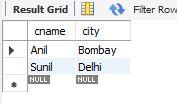 Result Grid Filter Row
cname city
Anil Bombay
Sunil Delhi
NULL NULL